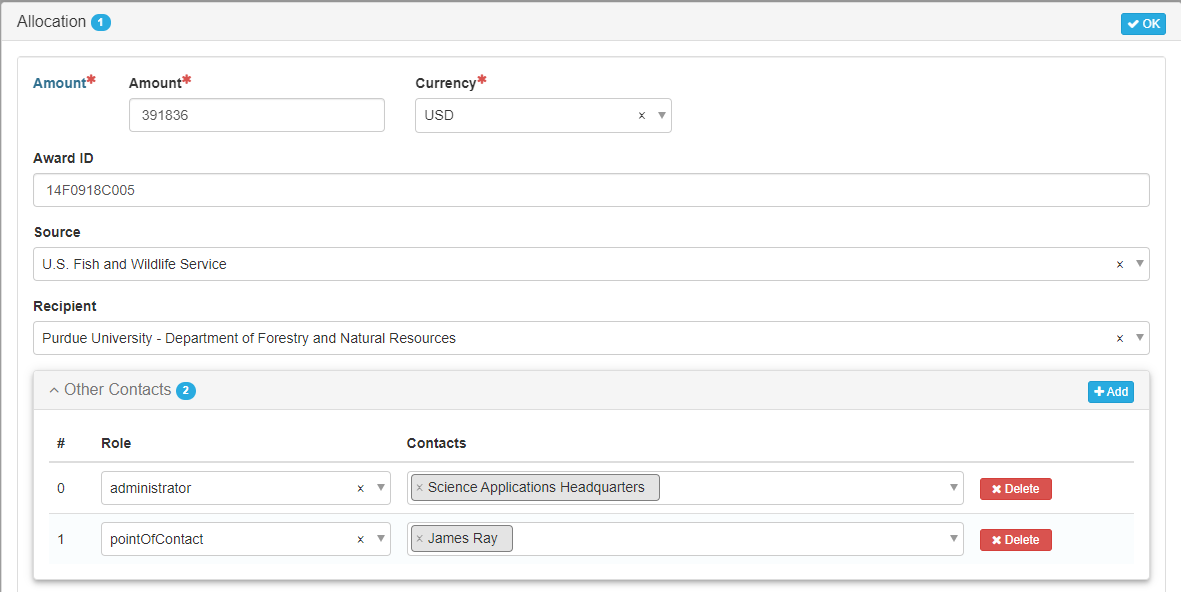 Allocation 1 OK
Amount* Amount* Currency*
391836 USD x
Award ID
14F0918C005
Source
U.S. Fish and Wildlife Service x
Recipient
Purdue University - Department of Forestry and Natural Resources x
Other Contacts 2 Add
# Role Contacts
0 administrator x × Science Applications Headquarters Delete
1 pointOfContact x × James Ray Delete